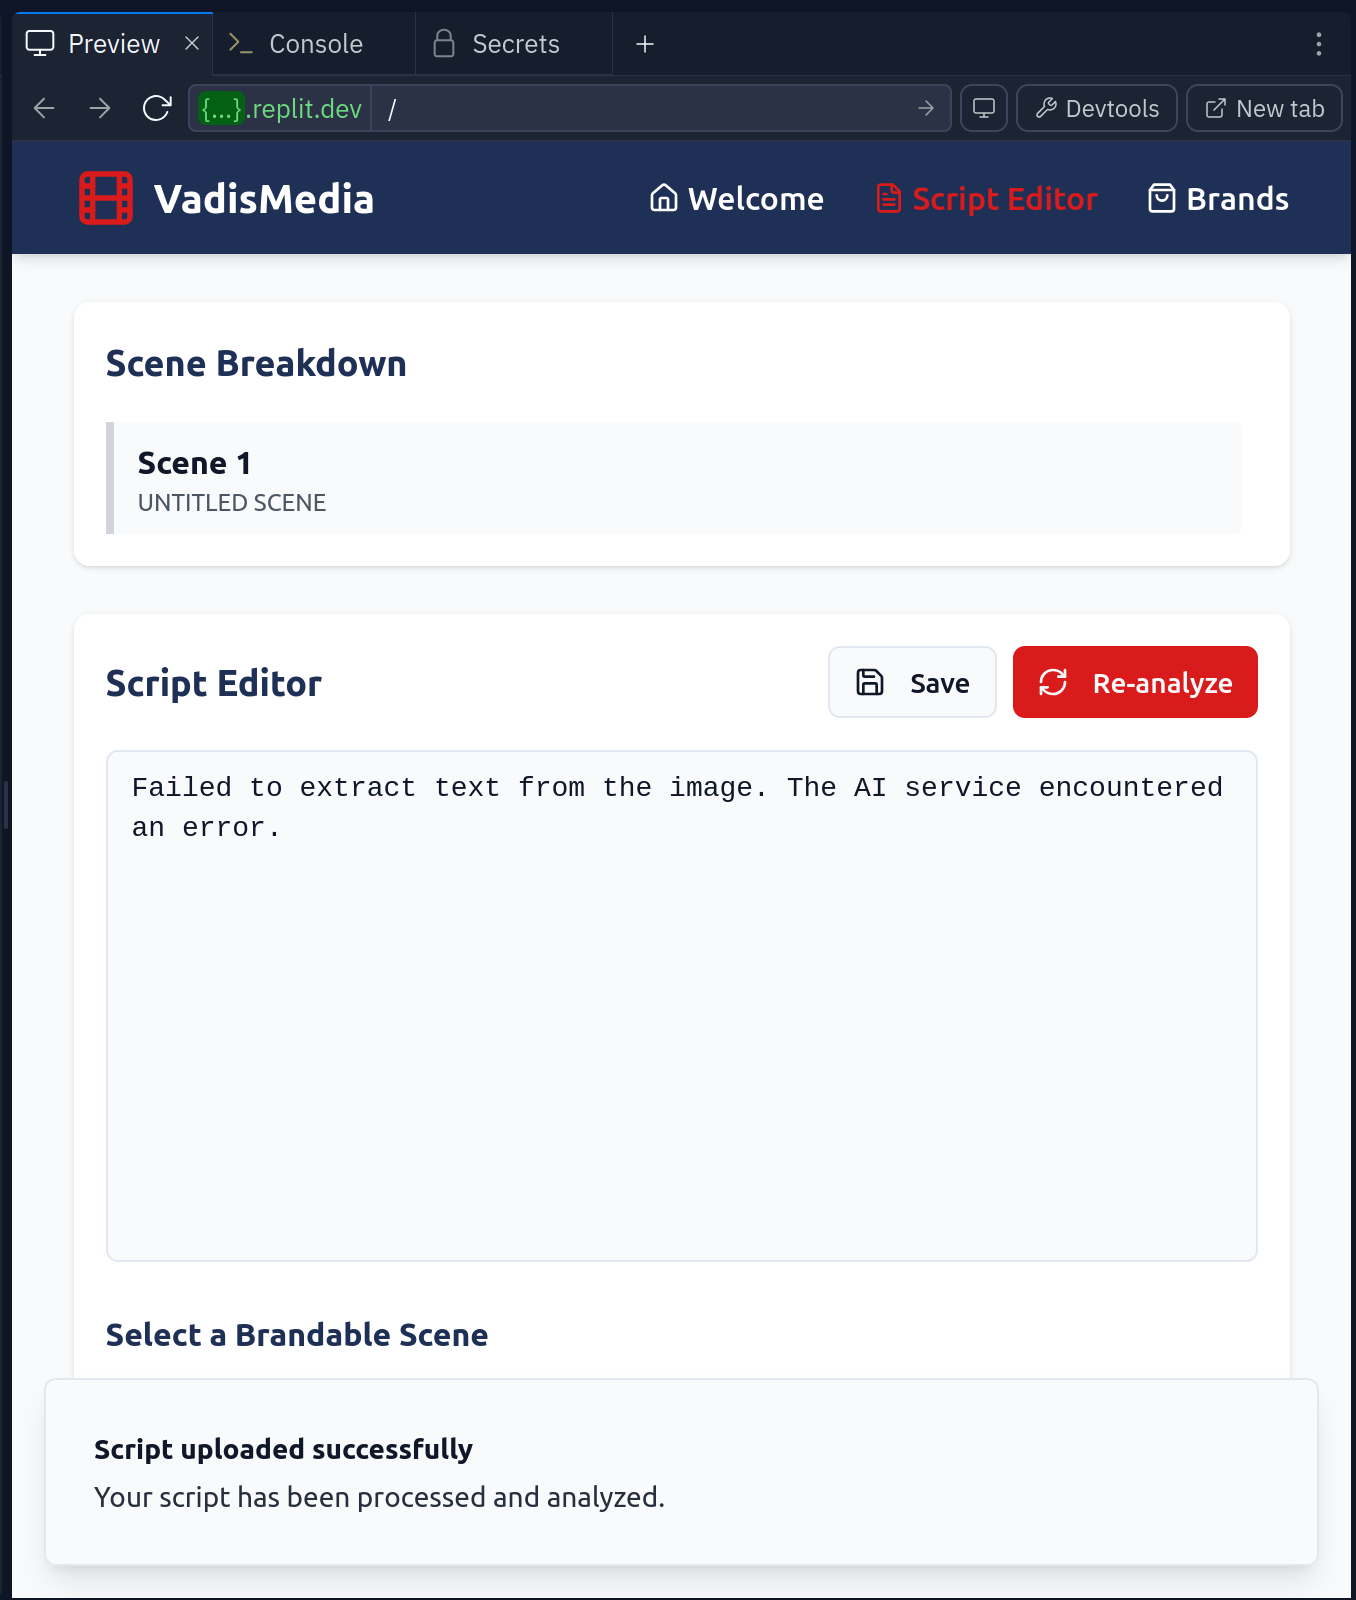 Preview
Console
Secrets
{...}.replit.dev /
Devtools
New tab
VadisMedia
Welcome
Script Editor
Brands
Scene Breakdown
Scene 1
UNTITLED SCENE
Script Editor
Save
Re-analyze
Failed to extract text from the image. The AI service encountered
an error.
Select a Brandable Scene
Script uploaded successfully
Your script has been processed and analyzed.